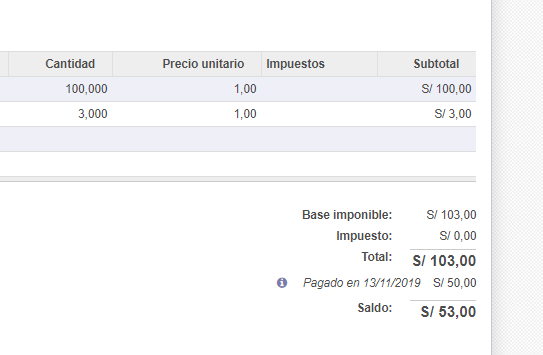 Cantidad Precio unitario Impuestos Subtotal
100,000 1,00 S/ 100,00
3,000 1,00 S/ 3,00
Base imponible: S/ 103,00
Impuesto: S/ 0,00
Total: S/ 103,00
Pagado en 13/11/2019 S/ 50,00
Saldo: S/ 53,00